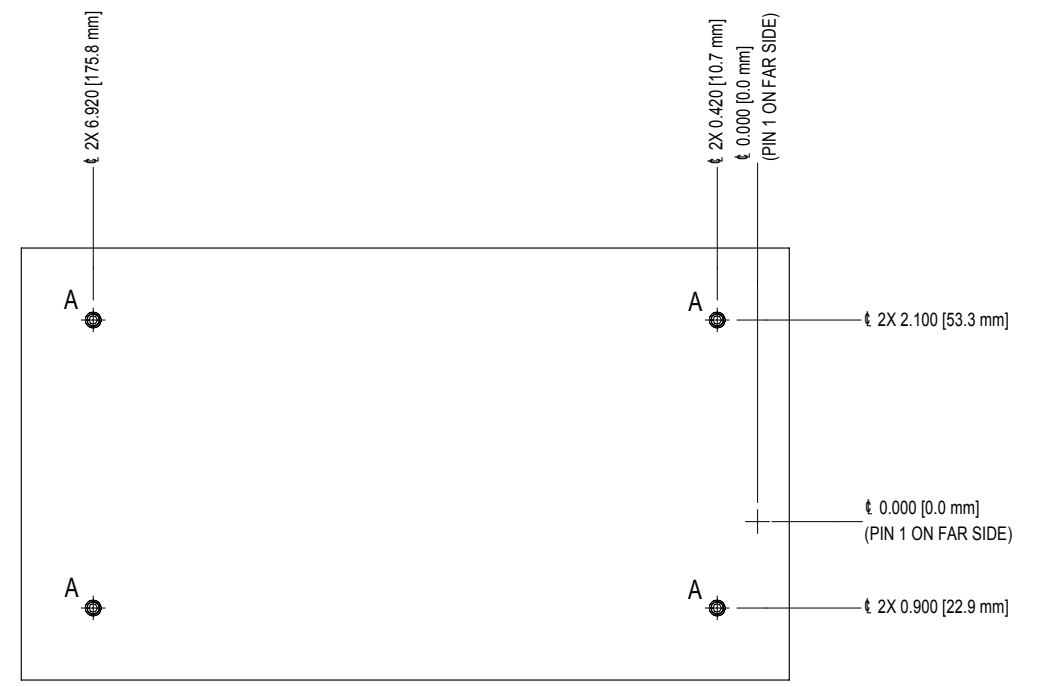 ℄ 2X 6.920 [175.8 mm]
℄ 2X 0.420 [10.7 mm]
℄ 0.000 [0.0 mm]
(PIN 1 ON FAR SIDE)
A
A
℄ 2X 2.100 [53.3 mm]
℄ 0.000 [0.0 mm]
(PIN 1 ON FAR SIDE)
A
A
℄ 2X 0.900 [22.9 mm]